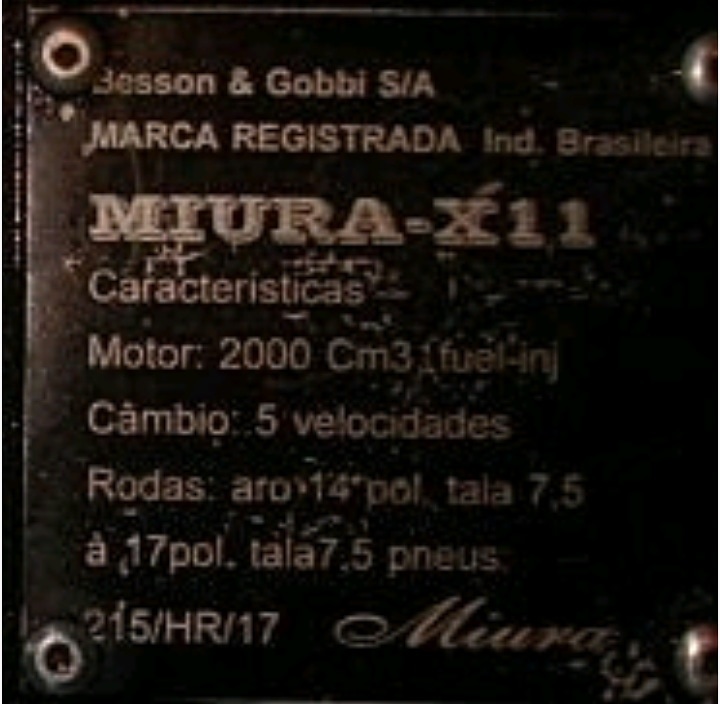 Besson & Gobbi S/A
MARCA REGISTRADA Ind. Brasileira
MIURA-X11
Características
Motor: 2000 Cm3 fuel-inj
Câmbio: 5 velocidades
Rodas: aro 14" pol. tala 7,5
à 17pol. tala7,5 pneus:
215/HR/17 Miura